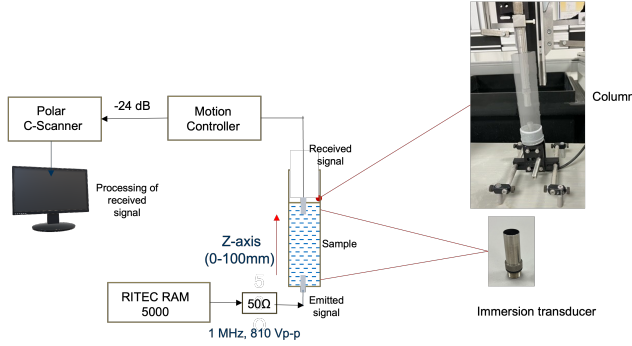 Column
-24 dB
Polar
C-Scanner
Motion
Controller
Received
signal
Processing of
received
signal
Z-axis
(0-100mm)
Sample
RITEC RAM
5000
50Ω
Emitted
signal
Immersion transducer
1 MHz, 810 Vp-p